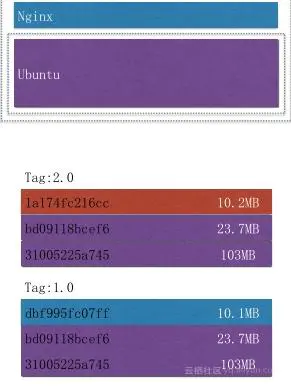 Nginx
Ubuntu
Tag:2.0
1a174fc216cc 10.2MB
bd09118bcef6 23.7MB
31005225a745 103MB
Tag:1.0
dbf995fc07ff 10.1MB
bd09118bcef6 23.7MB
31005225a745 103MB
云栖社区